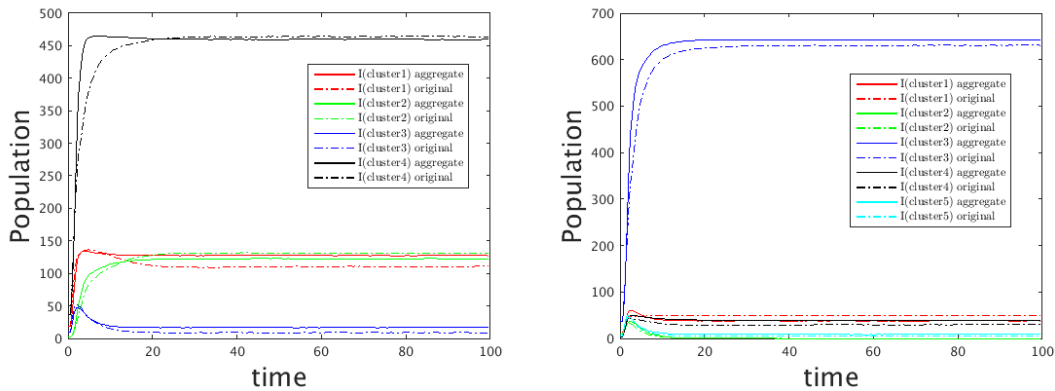 500
450
400
350
300
250
200
150
100
50
0
Population
0 20 40 60 80 100
time
I(cluster1) aggregate
I(cluster1) original
I(cluster2) aggregate
I(cluster2) original
I(cluster3) aggregate
I(cluster3) original
I(cluster4) aggregate
I(cluster4) original
700
600
500
400
300
200
100
0
Population
0 20 40 60 80 100
time
I(cluster1) aggregate
I(cluster1) original
I(cluster2) aggregate
I(cluster2) original
I(cluster3) aggregate
I(cluster3) original
I(cluster4) aggregate
I(cluster4) original
I(cluster5) aggregate
I(cluster5) original